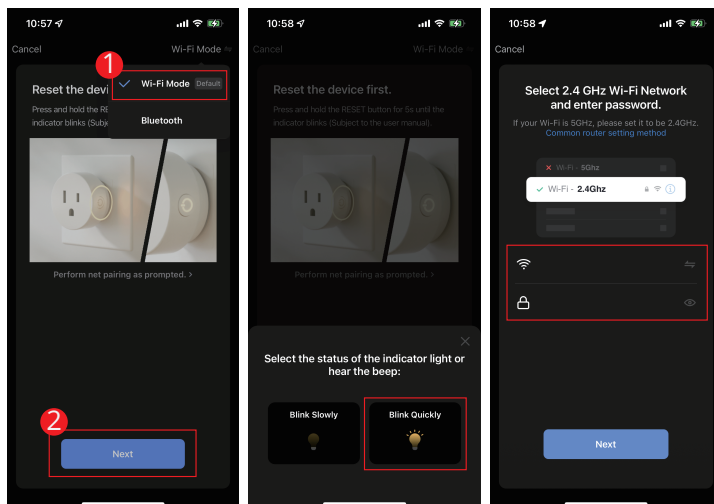 10:57
Cancel
Wi-Fi Mode
1
Wi-Fi Mode Default
Bluetooth
Reset the devi
Press and hold the RE
indicator blinks (Subje
Perform net pairing as prompted. >
2
Next
10:58
Cancel
Wi-Fi Mode
Reset the device first.
Press and hold the RESET button for 5s until the
indicator blinks (Subject to the user manual).
Perform net pairing as prompted. >
Select the status of the indicator light or
hear the beep:
Blink Slowly
Blink Quickly
10:58
Cancel
Select 2.4 GHz Wi-Fi Network
and enter password.
If your Wi-Fi is 5GHz, please set it to be 2.4GHz.
Common router setting method
Wi-Fi - 5Ghz
Wi-Fi - 2.4Ghz
Next